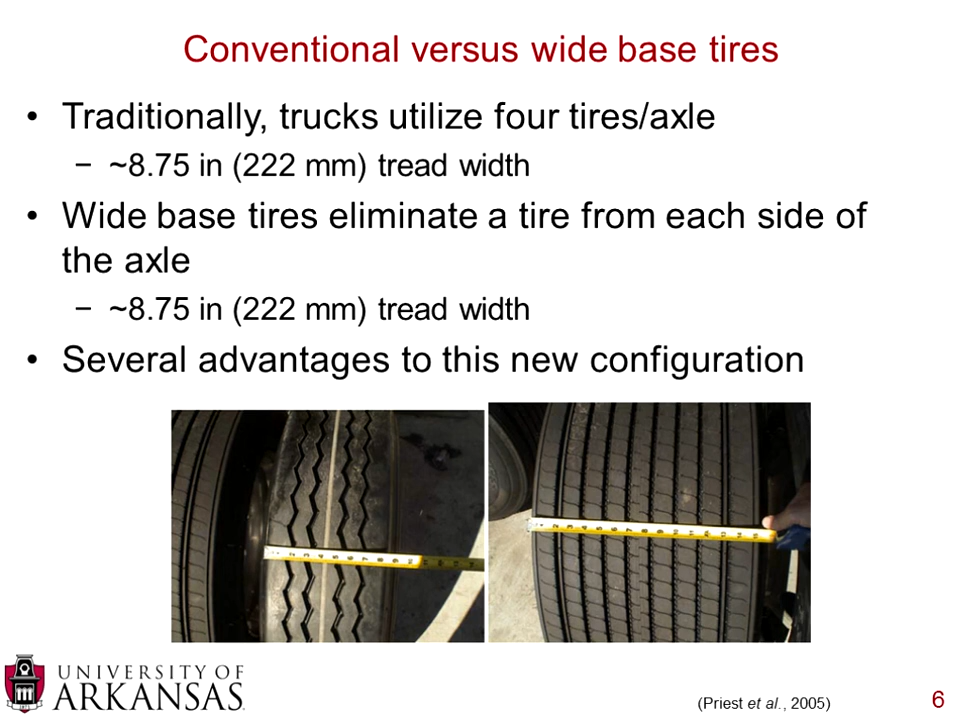 Conventional versus wide base tires
• Traditionally, trucks utilize four tires/axle
− ~8.75 in (222 mm) tread width
• Wide base tires eliminate a tire from each side of
the axle
− ~8.75 in (222 mm) tread width
• Several advantages to this new configuration
UNIVERSITY OF
ARKANSAS
(Priest et al., 2005)
6